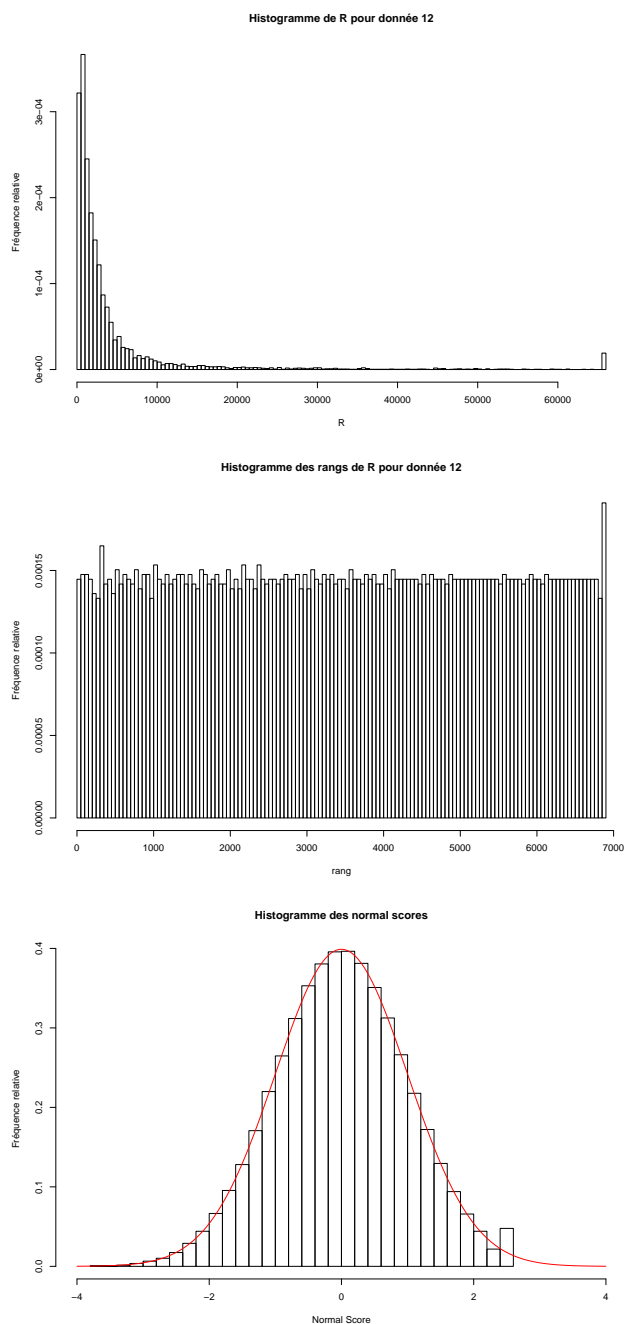 Histogramme de R pour donnée 12
3e−04
2e−04
1e−04
0e+00
Fréquence relative
0 10000 20000 30000 40000 50000 60000
R
Histogramme des rangs de R pour donnée 12
0.00015
0.00010
0.00005
0.00000
Fréquence relative
0 1000 2000 3000 4000 5000 6000 7000
rang
Histogramme des normal scores
0.4
0.3
0.2
0.1
0.0
Fréquence relative
−4 −2 0 2 4
Normal Score